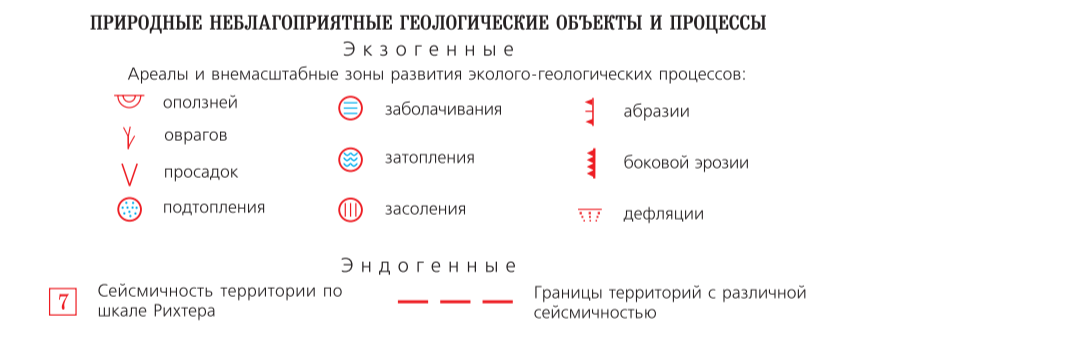 ПРИРОДНЫЕ НЕБЛАГОПРИЯТНЫЕ ГЕОЛОГИЧЕСКИЕ ОБЪЕКТЫ И ПРОЦЕССЫ
Экзогенные
Ареалы и внемасштабные зоны развития эколого-геологических процессов:
оползней
оврагов
просадок
подтопления
заболачивания
затопления
засоления
абразии
боковой эрозии
дефляции
Эндогенные
7
Сейсмичность территории по
шкале Рихтера
Границы территорий с различной
сейсмичностью